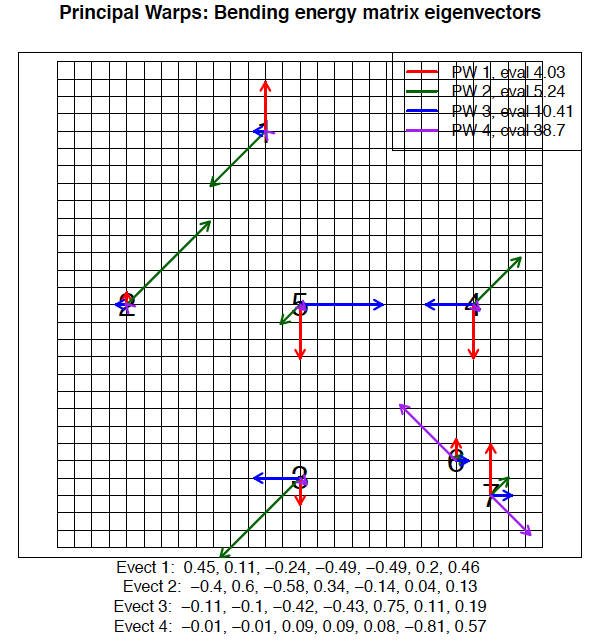 Principal Warps: Bending energy matrix eigenvectors
PW 1, eval 4.03
PW 2, eval 5.24
PW 3, eval 10.41
PW 4, eval 38.7
1
2
5
4
6
3
7
Evect 1: 0.45, 0.11, −0.24, −0.49, −0.49, 0.2, 0.46
Evect 2: −0.4, 0.6, −0.58, 0.34, −0.14, 0.04, 0.13
Evect 3: −0.11, −0.1, −0.42, −0.43, 0.75, 0.11, 0.19
Evect 4: −0.01, −0.01, 0.09, 0.09, 0.08, −0.81, 0.57